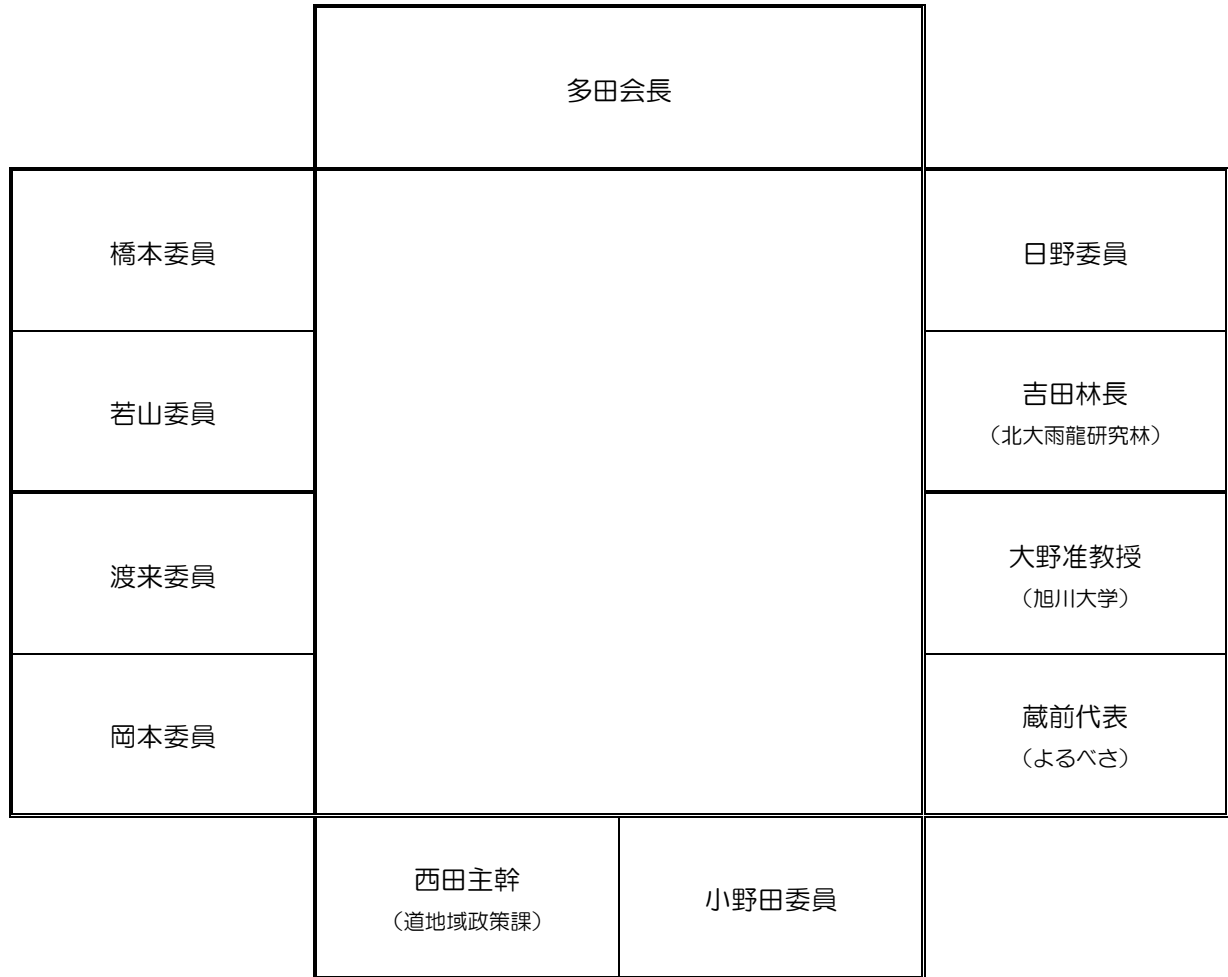 多田会長
橋本委員
日野委員
若山委員
吉田林長
（北大雨龍研究林）
渡来委員
大野准教授
（旭川大学）
岡本委員
蔵前代表
（よるべさ）
西田主幹
（道地域政策課）
小野田委員